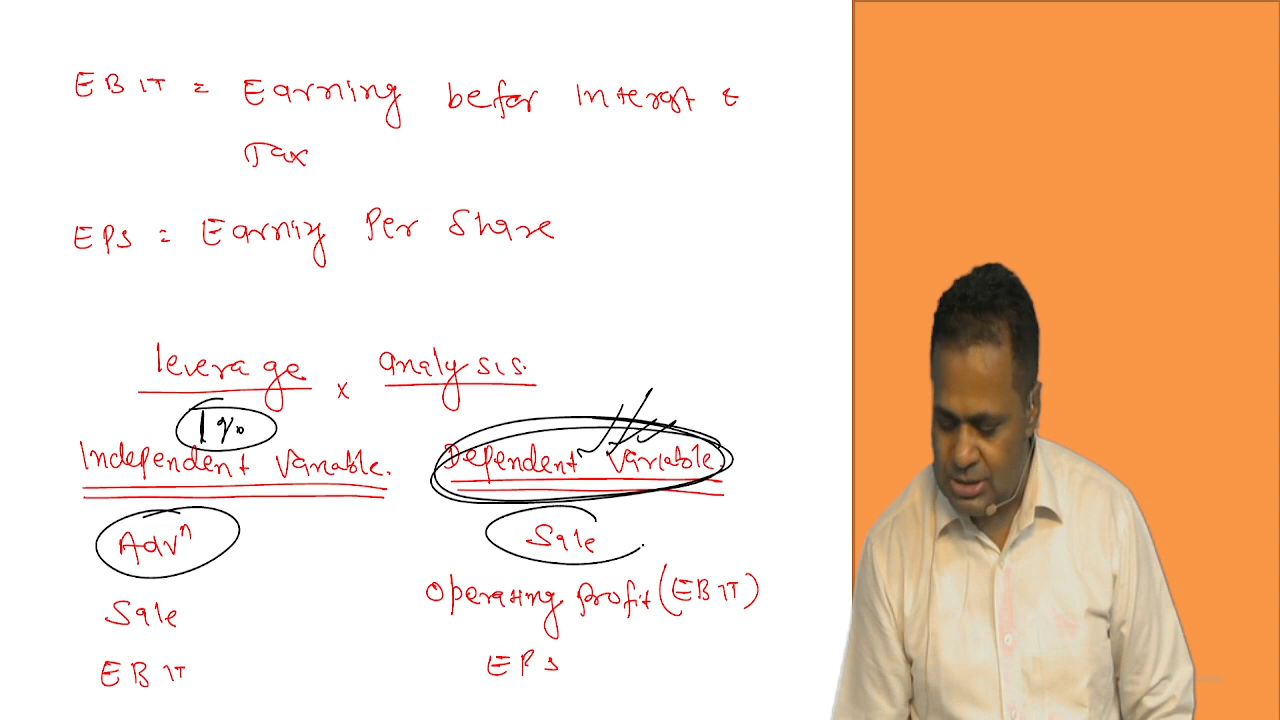 EBIT = Earning befor Interest &
Tax
EPS = Earning Per Share
leverage x analysis.
1%
Independent Variable. Dependent Variable.
Advn Sale
Sale Operating Profit (EBIT)
EBIT EPS